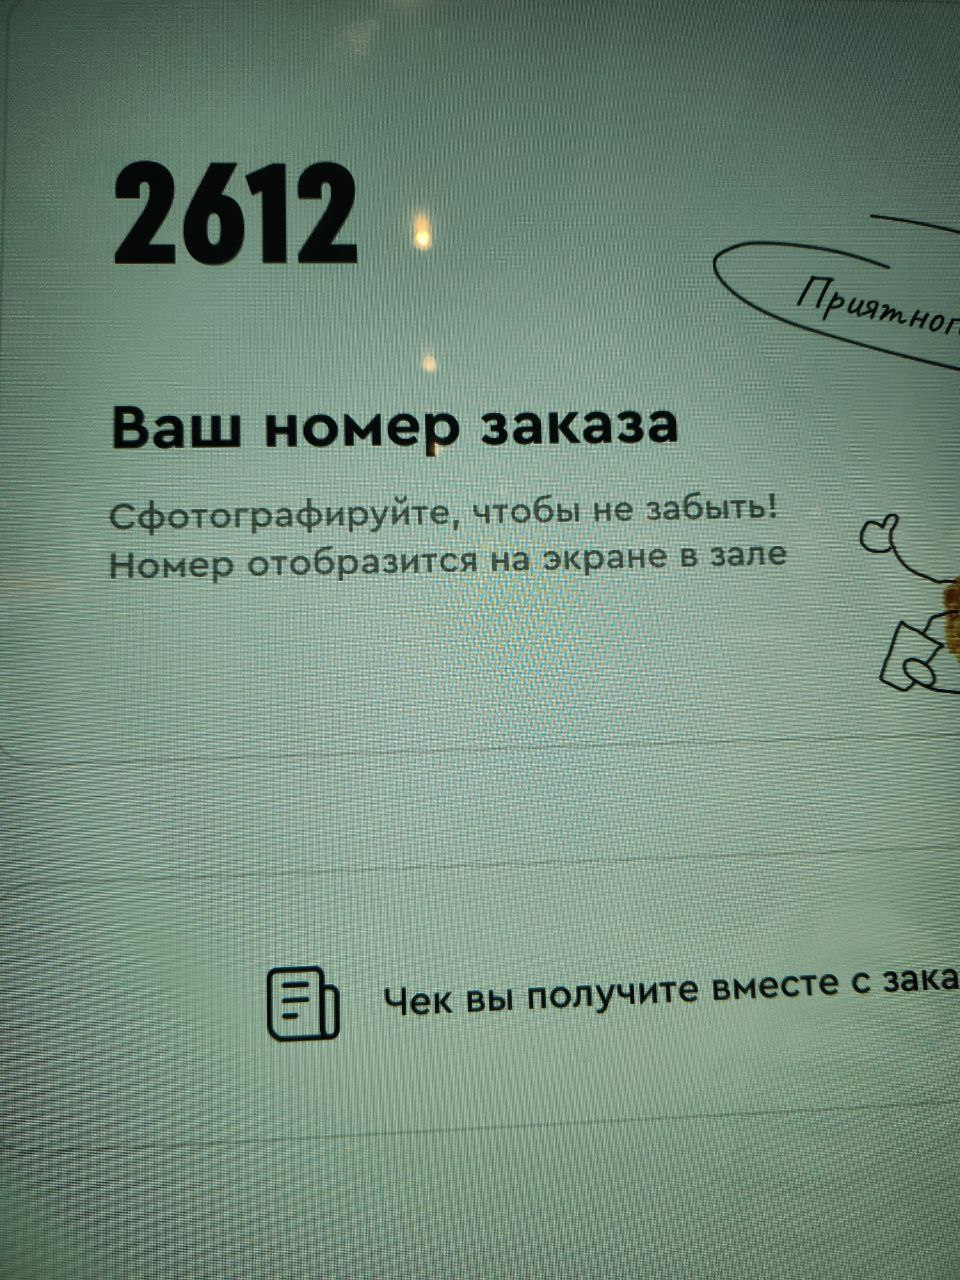 2612
Приятног
Ваш номер заказа
Сфотографируйте, чтобы не забыть!
Номер отобразится на экране в зале
Чек вы получите вместе с зака